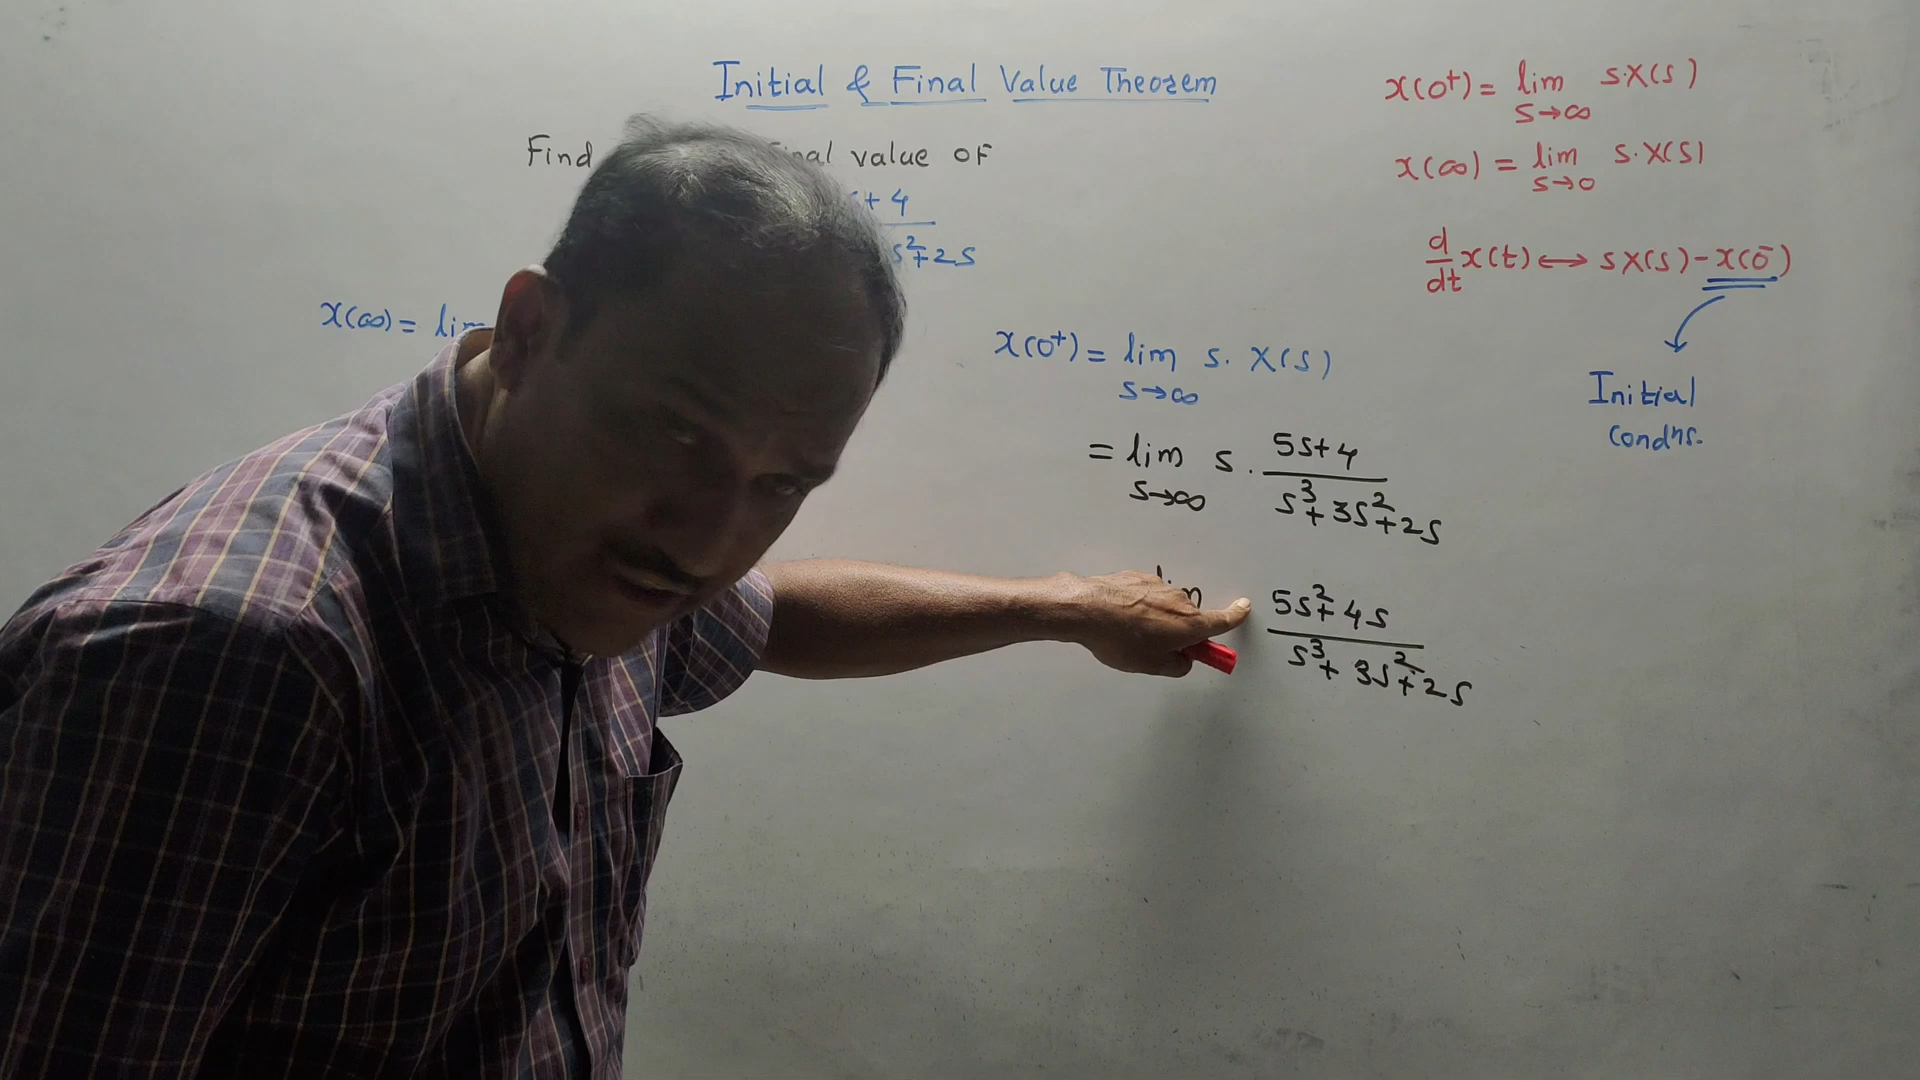 Initial & Final Value Theorem
Find
value OF
+ 4
s²+2s
x(∞) = lim
x(0⁺) = lim s. X(s)
s→∞
= lim s . 5s+4
s→∞ s³+3s²+2s
5s²+4s
s³+3s²+2s
x(0⁺) = lim s.X(s)
s→∞
x(∞) = lim s.X(s)
s→0
d/dt x(t) ↔ sX(s) - x(0⁻)
Initial
Condns.